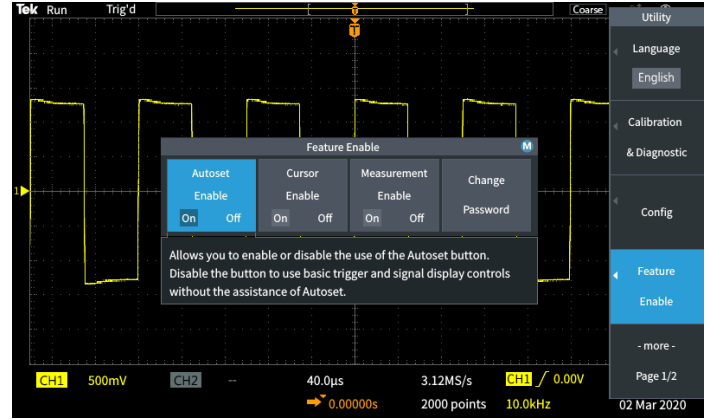 Tek Run Trig'd Coarse
T
Utility
Language
English
Calibration
& Diagnostic
Config
Feature
Enable
- more -
Page 1/2
Feature Enable M
Autoset
Enable
On Off
Cursor
Enable
On Off
Measurement
Enable
On Off
Change
Password
Allows you to enable or disable the use of the Autoset button.
Disable the button to use basic trigger and signal display controls
without the assistance of Autoset.
1
CH1 500mV CH2 -- 40.0µs 3.12MS/s CH1 0.00V
0.00000s 2000 points 10.0kHz 02 Mar 2020